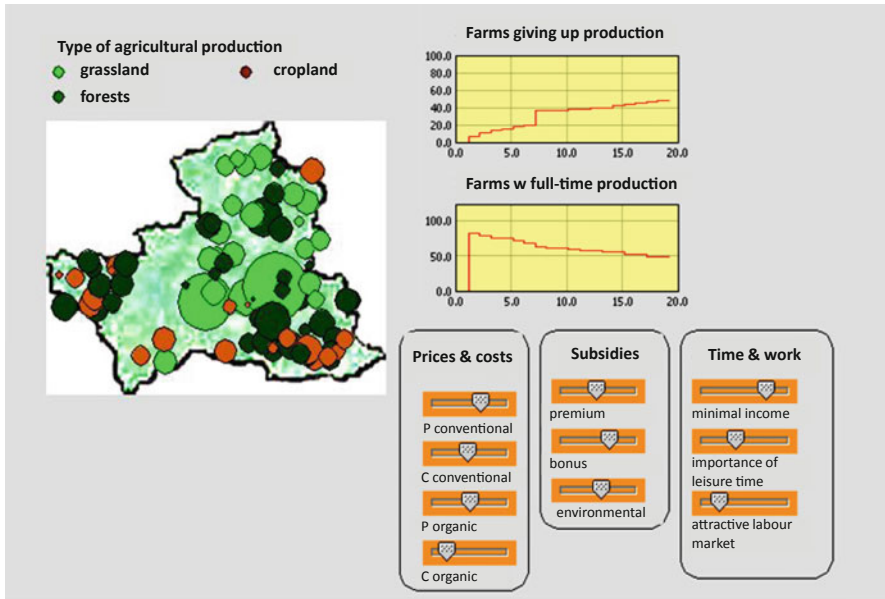 Type of agricultural production
grassland
cropland
forests
Farms giving up production
100.0
80.0
60.0
40.0
20.0
0.0
0.0 5.0 10.0 15.0 20.0
Farms w full-time production
100.0
50.0
0.0
0.0 5.0 10.0 15.0 20.0
Prices & costs
P conventional
C conventional
P organic
C organic
Subsidies
premium
bonus
environmental
Time & work
minimal income
importance of
leisure time
attractive labour
market